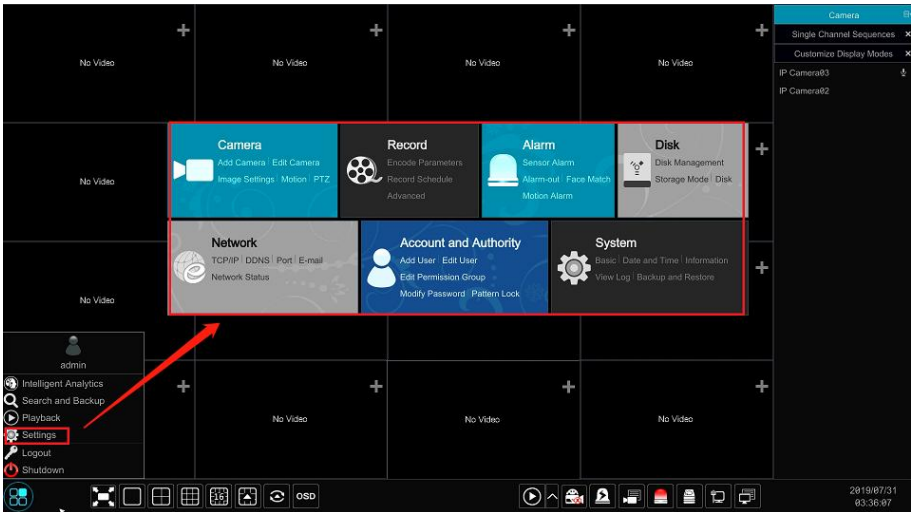 Camera
Single Channel Sequences
Customize Display Modes
IP Camera03
IP Camera02
No Video
No Video
No Video
No Video
Camera
Add Camera Edit Camera
Image Settings Motion PTZ
Record
Encode Parameters
Record Schedule
Advanced
Alarm
Sensor Alarm
Alarm-out Face Match
Motion Alarm
Disk
Disk Management
Storage Mode Disk
No Video
Network
TCP/IP DDNS Port E-mail
Network Status
Account and Authority
Add User Edit User
Edit Permission Group
Modify Password Pattern Lock
System
Basic Date and Time Information
View Log Backup and Restore
No Video
admin
Intelligent Analytics
Search and Backup
Playback
Settings
Logout
Shutdown
No Video
No Video
No Video
16
OSD
2019/07/31
03:36:07